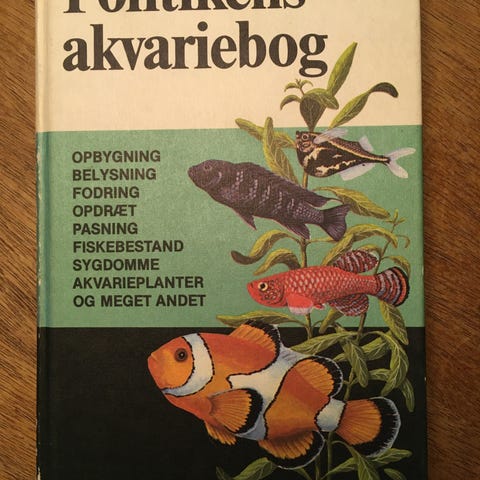 Politikens
akvariebog
OPBYGNING
BELYSNING
FODRING
OPDRÆT
PASNING
FISKEBESTAND
SYGDOMME
AKVARIEPLANTER
OG MEGET ANDET